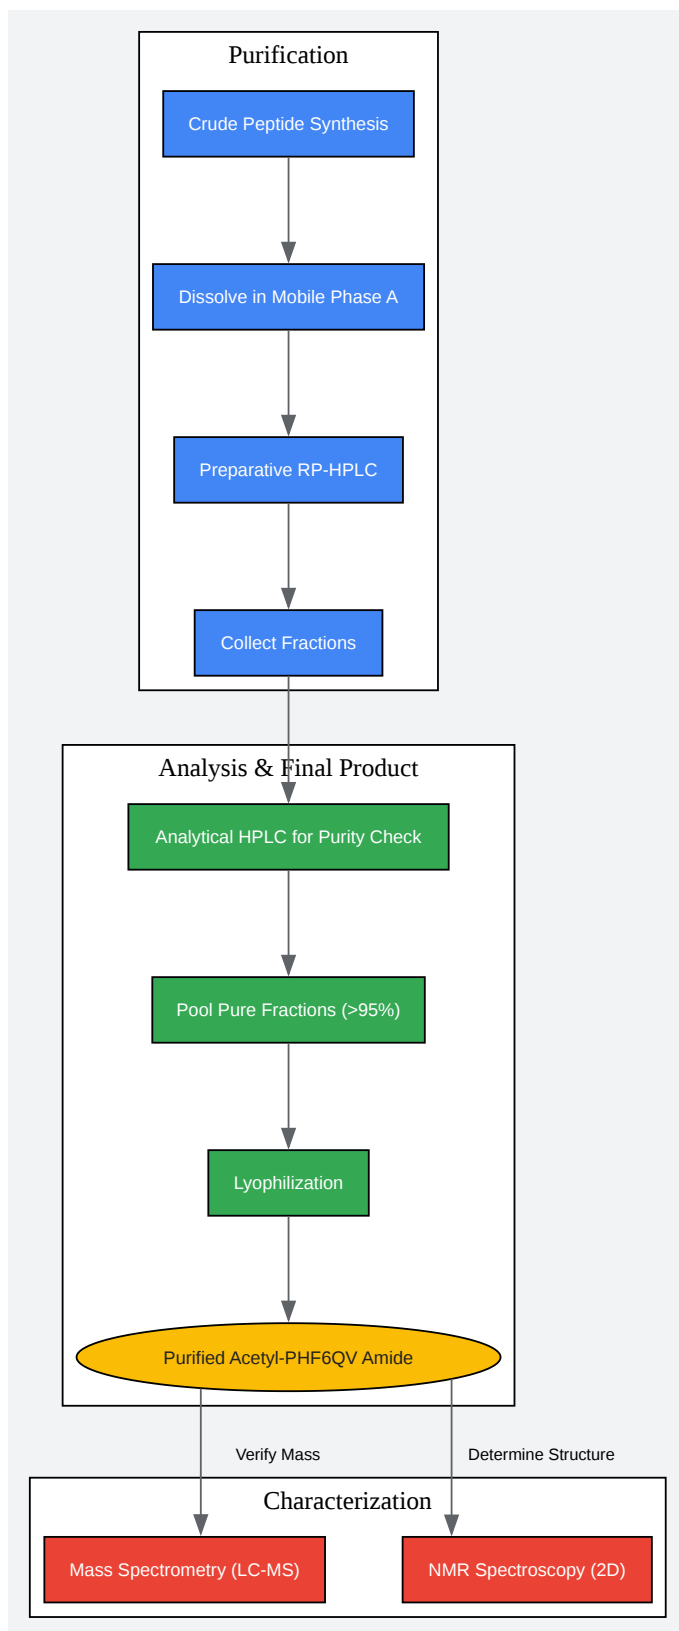 Purification
Crude Peptide Synthesis
Dissolve in Mobile Phase A
Preparative RP-HPLC
Collect Fractions
Analysis & Final Product
Analytical HPLC for Purity Check
Pool Pure Fractions (>95%)
Lyophilization
Purified Acetyl-PHF6QV Amide
Verify Mass
Determine Structure
Characterization
Mass Spectrometry (LC-MS)
NMR Spectroscopy (2D)